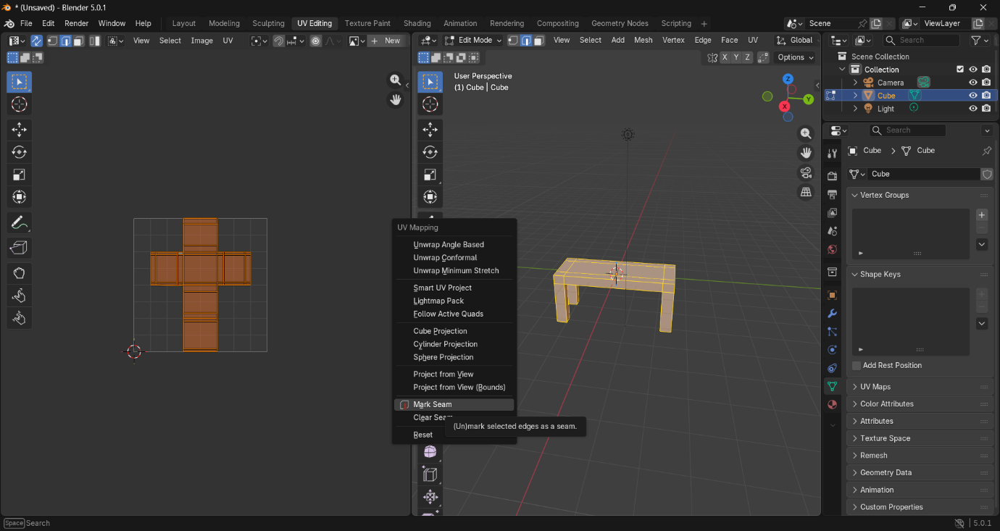 * (Unsaved) - Blender 5.0.1
File Edit Render Window Help Layout Modeling Sculpting UV Editing Texture Paint Shading Animation Rendering Compositing Geometry Nodes Scripting + Scene ViewLayer
View Select Image UV + New Edit Mode View Select Add Mesh Vertex Edge Face UV Global Search
X Y Z Options
Scene Collection
Collection
Camera
Cube
Light
User Perspective
(1) Cube | Cube
Z
Y
X
Search
Cube > Cube
Cube
Vertex Groups
Shape Keys
Add Rest Position
UV Maps
Color Attributes
Attributes
Texture Space
Remesh
Geometry Data
Animation
Custom Properties
UV Mapping
Unwrap Angle Based
Unwrap Conformal
Unwrap Minimum Stretch
Smart UV Project
Lightmap Pack
Follow Active Quads
Cube Projection
Cylinder Projection
Sphere Projection
Project from View
Project from View (Bounds)
Mark Seam
Clear Seam
(Un)mark selected edges as a seam.
Reset
Space Search
5.0.1